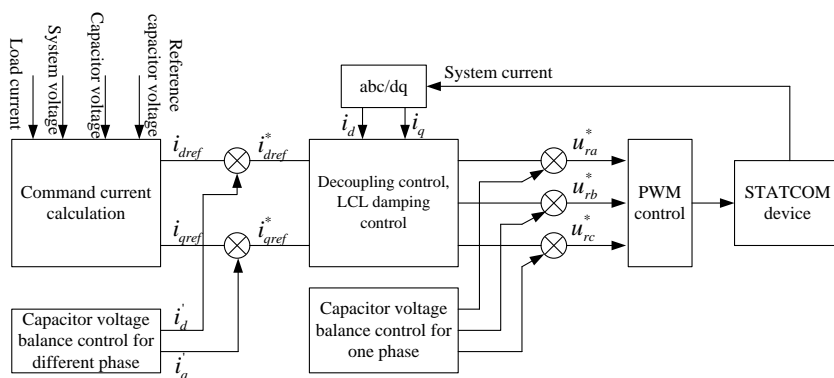 Load current
System voltage
Capacitor voltage
Reference
capacitor voltage
abc/dq
System current
i_d
i_q
i_dref
i*_dref
u*_ra
Command current
calculation
Decoupling control,
LCL damping
control
u*_rb
PWM
control
STATCOM
device
i_qref
i*_qref
u*_rc
Capacitor voltage
balance control for
different phase
i'_d
i'_q
Capacitor voltage
balance control for
one phase